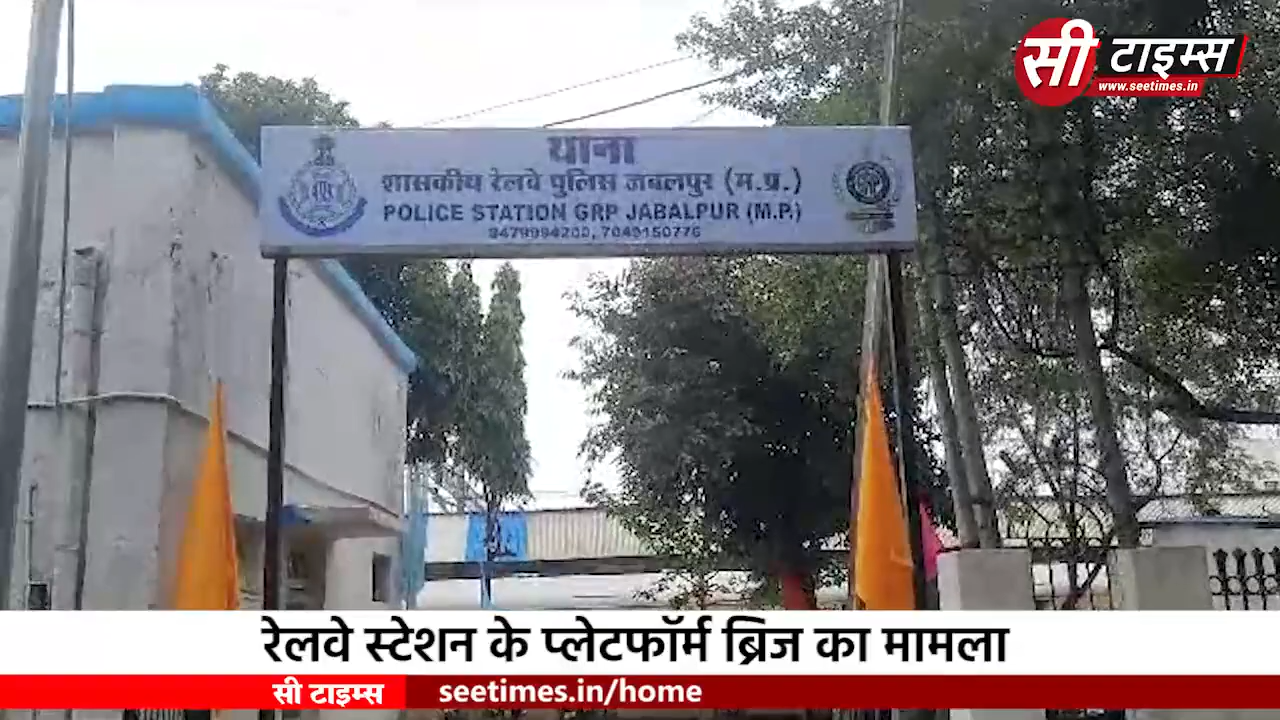 सी टाइम्स
www.seetimes.in
थाना
शासकीय रेलवे पुलिस जबलपुर (म.प्र.)
POLICE STATION GRP JABALPUR (M.P.)
9479994200, 7049150776
रेलवे स्टेशन के प्लेटफॉर्म ब्रिज का मामला
सी टाइम्स seetimes.in/home